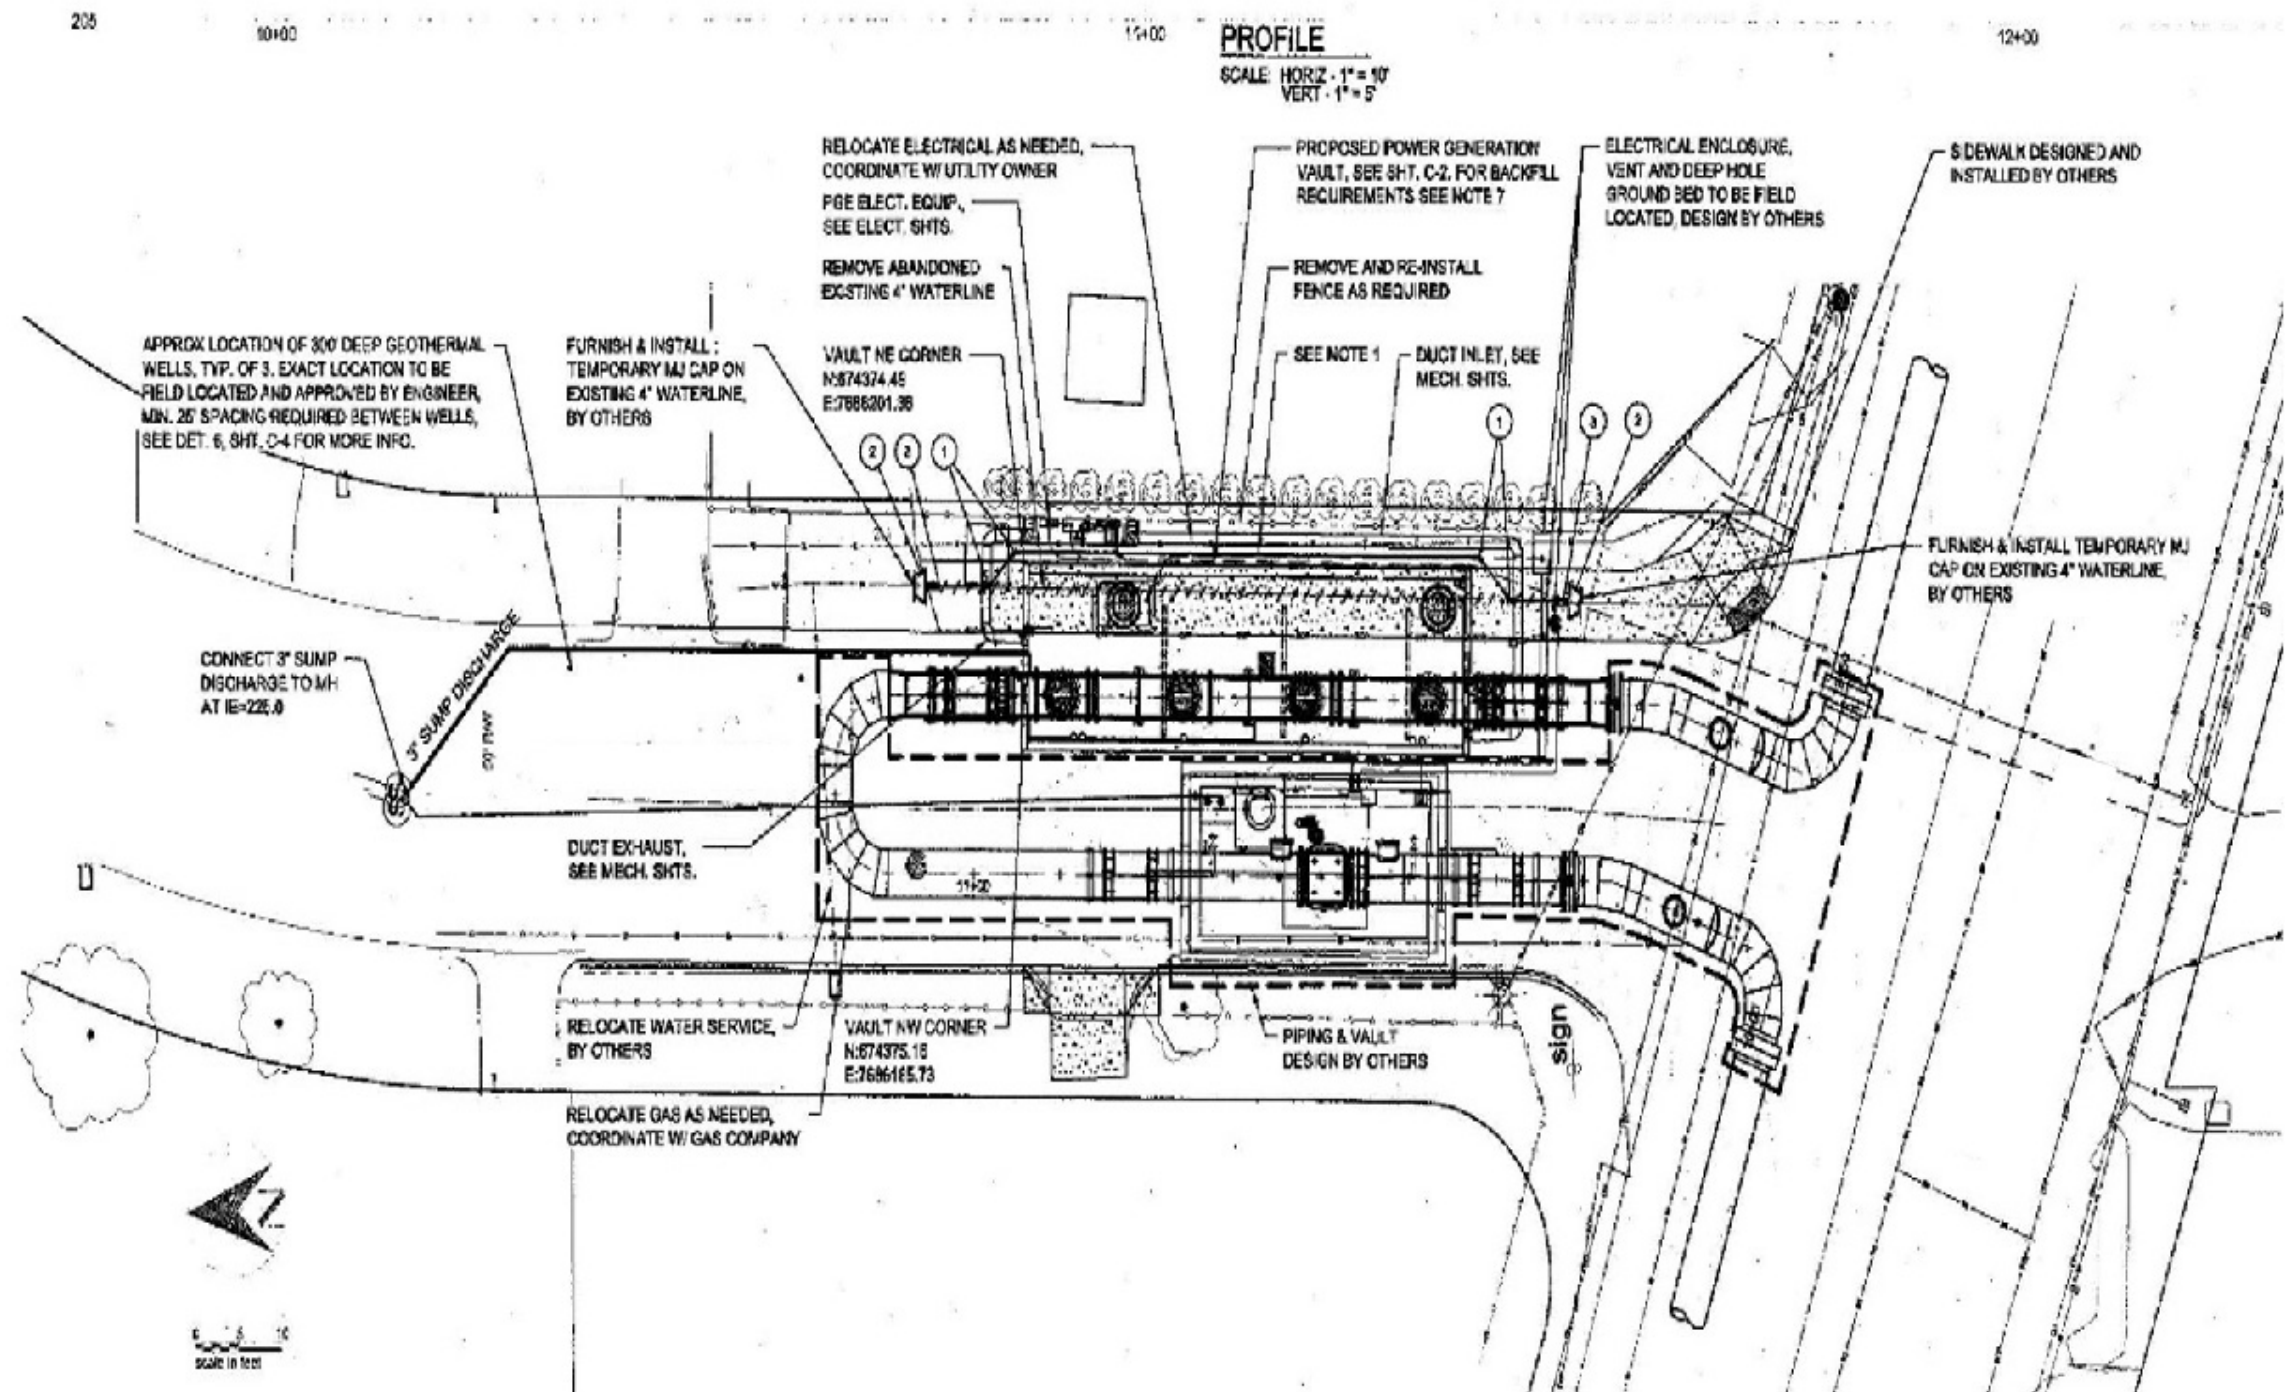 205
10+00
11+00
12+00
PROFILE
SCALE: HORIZ - 1" = 10'
VERT - 1" = 5'
RELOCATE ELECTRICAL AS NEEDED,
COORDINATE W/ UTILITY OWNER
PROPOSED POWER GENERATION
VAULT, SEE SHT. C-2. FOR BACKFILL
REQUIREMENTS SEE NOTE 7
ELECTRICAL ENCLOSURE,
VENT AND DEEP HOLE
GROUND BED TO BE FIELD
LOCATED, DESIGN BY OTHERS
SIDEWALK DESIGNED AND
INSTALLED BY OTHERS
PGE ELECT. EQUIP.,
SEE ELECT. SHTS.
REMOVE ABANDONED
EXISTING 4" WATERLINE
REMOVE AND RE-INSTALL
FENCE AS REQUIRED
APPROX LOCATION OF 300' DEEP GEOTHERMAL
WELLS, TYP. OF 3. EXACT LOCATION TO BE
FIELD LOCATED AND APPROVED BY ENGINEER,
MIN. 25' SPACING REQUIRED BETWEEN WELLS,
SEE DET. 6, SHT. C-4 FOR MORE INFO.
FURNISH & INSTALL
TEMPORARY MJ CAP ON
EXISTING 4" WATERLINE,
BY OTHERS
VAULT NE CORNER
N:674374.45
SEE NOTE 1
DUCT INLET, SEE
MECH. SHTS.
2
2
1
1
3
2
FURNISH & INSTALL TEMPORARY MJ
CAP ON EXISTING 4" WATERLINE,
BY OTHERS
CONNECT 3" SUMP
DISCHARGE TO MH
3" SUMP DISCHARGE
DUCT EXHAUST,
SEE MECH. SHTS.
11+00
RELOCATE WATER SERVICE,
BY OTHERS
VAULT NW CORNER
PIPING & VAULT
DESIGN BY OTHERS
sign
RELOCATE GAS AS NEEDED,
COORDINATE W/ GAS COMPANY
Z
0 5 10
scale in feet